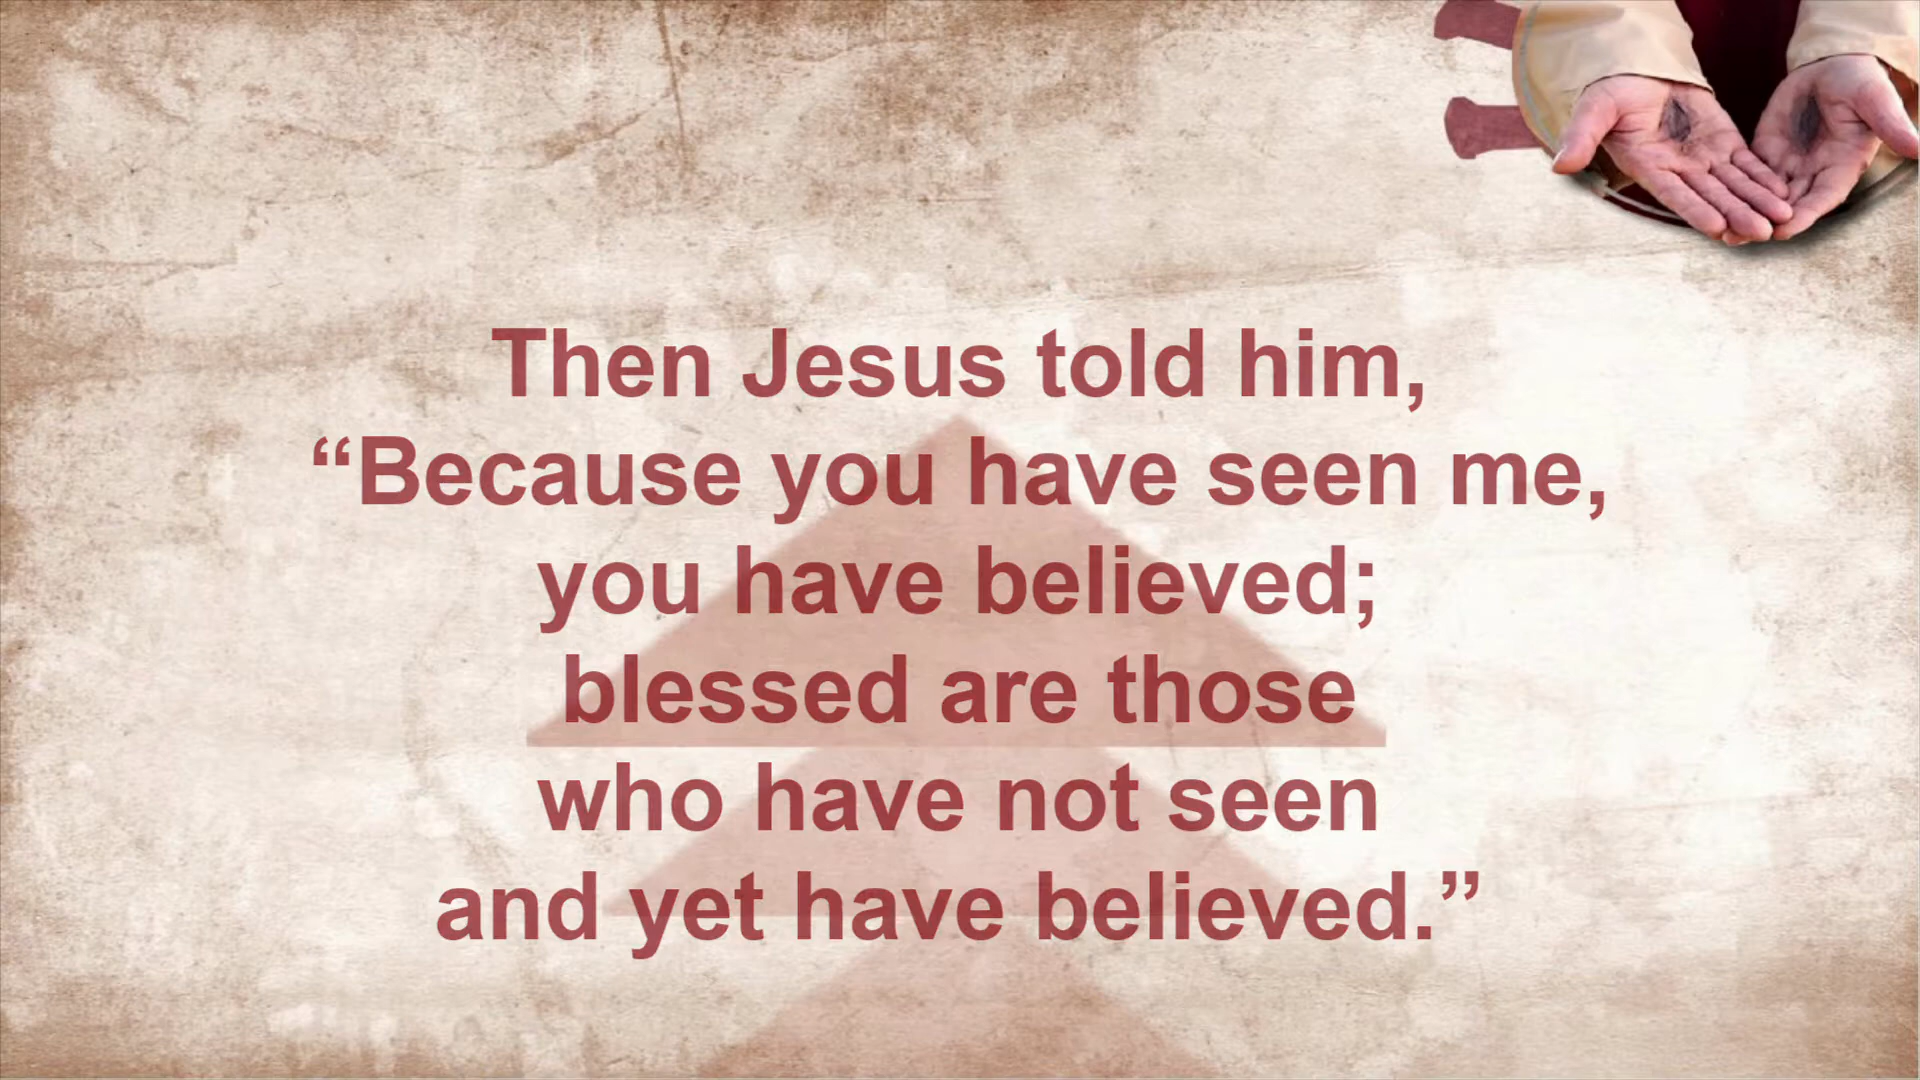 Then Jesus told him,
“Because you have seen me,
you have believed;
blessed are those
who have not seen
and yet have believed.”